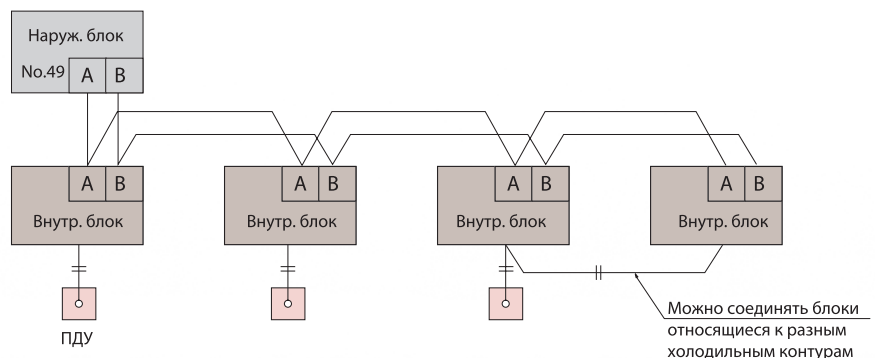 Наруж. блок
No.49 A B
A B
Внутр. блок
A B
Внутр. блок
A B
Внутр. блок
A B
Внутр. блок
ПДУ
Можно соединять блоки
относящиеся к разным
холодильным контурам